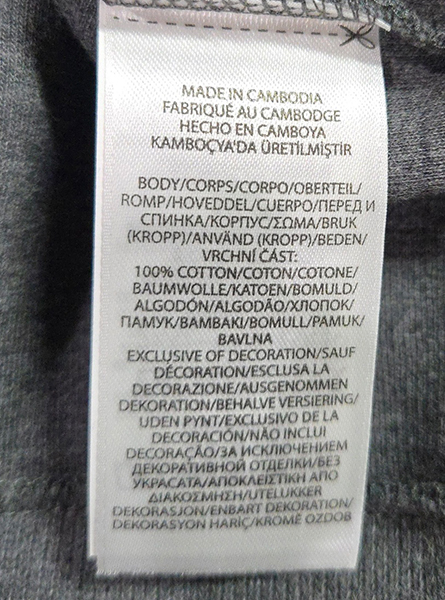 MADE IN CAMBODIA
FABRIQUÉ AU CAMBODGE
HECHO EN CAMBOYA
KAMBOÇYA'DA ÜRETİLMİŞTİR
BODY/CORPS/CORPO/OBERTEIL/
ROMP/HOVEDDEL/CUERPO/ПЕРЕД И
СПИНКА/КОРПУС/ΣΩΜΑ/BRUK
(KROPP)/ANVÄND (KROPP)/BEDEN/
VRCHNÍ ČÁST:
100% COTTON/COTON/COTONE/
BAUMWOLLE/KATOEN/BOMULD/
ALGODÓN/ALGODÃO/ХЛОПОК/
ПАМУК/ΒΑΜΒΑΚΙ/BOMULL/PAMUK/
BAVLNA
EXCLUSIVE OF DECORATION/SAUF
DÉCORATION/ESCLUSA LA
DECORAZIONE/AUSGENOMMEN
DEKORATION/BEHALVE VERSIERING/
UDEN PYNT/EXCLUSIVO DE LA
DECORACIÓN/NÃO INCLUI
DECORAÇÃO/ЗА ИСКЛЮЧЕНИЕМ
ДЕКОРАТИВНОЙ ОТДЕЛКИ/БЕЗ
УКРАСАТА/ΑΠΟΚΛΕΙΣΤΙΚΗ ΑΠΟ
ΔΙΑΚΟΣΜΗΣΗ/UTELUKKER
DEKORASJON/ENBART DEKORATION/
DEKORASYON HARİÇ/KROMĚ OZDOB